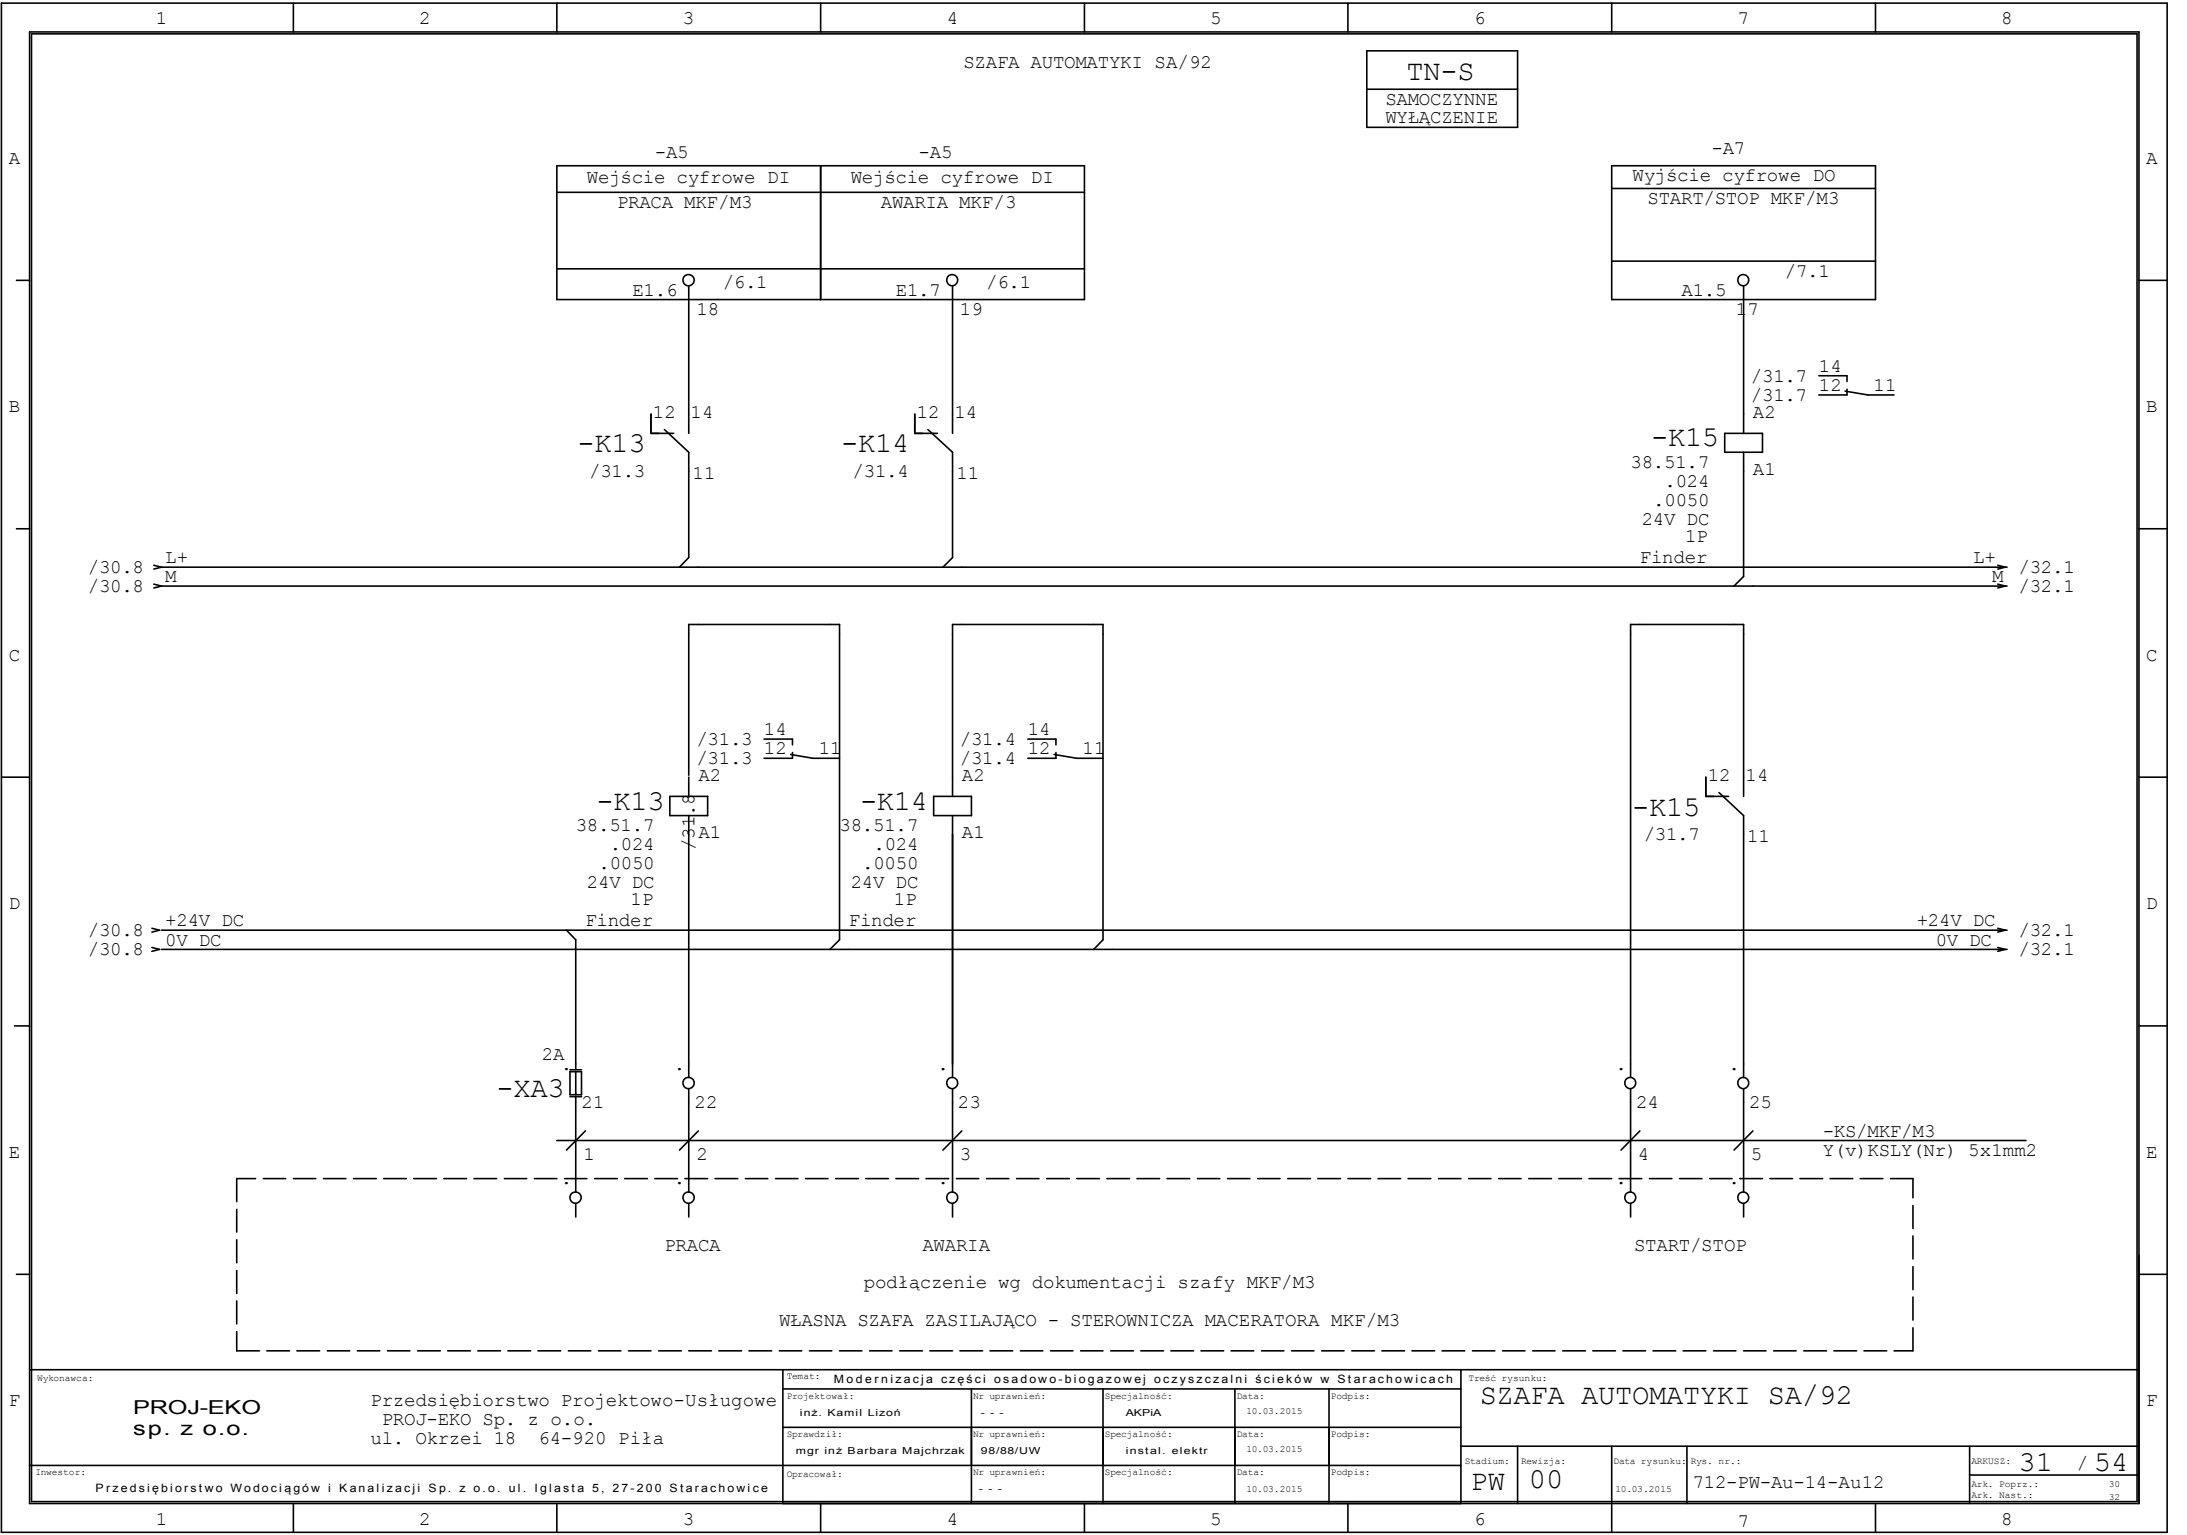 1 2 3 4 5 6 7 8
SZAFA AUTOMATYKI SA/92
TN-S
SAMOCZYNNE
WYŁĄCZENIE
A A
-A5 -A5 -A7
Wejście cyfrowe DI Wejście cyfrowe DI Wyjście cyfrowe DO
PRACA MKF/M3 AWARIA MKF/3 START/STOP MKF/M3
E1.6 /6.1 E1.7 /6.1 A1.5 /7.1
18 19 17
/31.7 14
/31.7 12 11
B B
12 14 12 14 A2
-K13 -K14 -K15
/31.3 11 /31.4 11 A1
38.51.7
.024
.0050
24V DC
1P
Finder
/30.8 L+ L+ /32.1
/30.8 M M /32.1
C C
/31.3 14 /31.4 14
/31.3 12 11 /31.4 12 11
A2 A2 12 14
-K13 /31.8 -K14 -K15
A1 A1 /31.7 11
38.51.7 38.51.7
.024 .024
.0050 .0050
24V DC 24V DC
1P 1P
Finder Finder
D D
/30.8 +24V DC +24V DC /32.1
/30.8 0V DC 0V DC /32.1
2A
-XA3 21 22 23 24 25
-KS/MKF/M3
Y(v)KSLY(Nr) 5x1mm2
E 1 2 3 4 5 E
PRACA AWARIA START/STOP
podłączenie wg dokumentacji szafy MKF/M3
WŁASNA SZAFA ZASILAJĄCO - STEROWNICZA MACERATORA MKF/M3
F F
Wykonawca:
PROJ-EKO
sp. z o.o.
Przedsiębiorstwo Projektowo-Usługowe
PROJ-EKO Sp. z o.o.
ul. Okrzei 18 64-920 Piła
Inwestor:
Przedsiębiorstwo Wodociągów i Kanalizacji Sp. z o.o. ul. Iglasta 5, 27-200 Starachowice
Temat: Modernizacja części osadowo-biogazowej oczyszczalni ścieków w Starachowicach
Projektował: Nr uprawnień: Specjalność: Data: Podpis:
inż. Kamil Lizoń --- AKPiA 10.03.2015
Sprawdził: Nr uprawnień: Specjalność: Data: Podpis:
mgr inż Barbara Majchrzak 98/88/UW instal. elektr 10.03.2015
Opracował: Nr uprawnień: Specjalność: Data: Podpis:
--- 10.03.2015
Treść rysunku:
SZAFA AUTOMATYKI SA/92
Stadium: Rewizja: Data rysunku: Rys. nr.: ARKUSZ: 31 / 54
PW 00 10.03.2015 712-PW-Au-14-Au12
Ark. Poprz.: 30
Ark. Nast.: 32
1 2 3 4 5 6 7 8